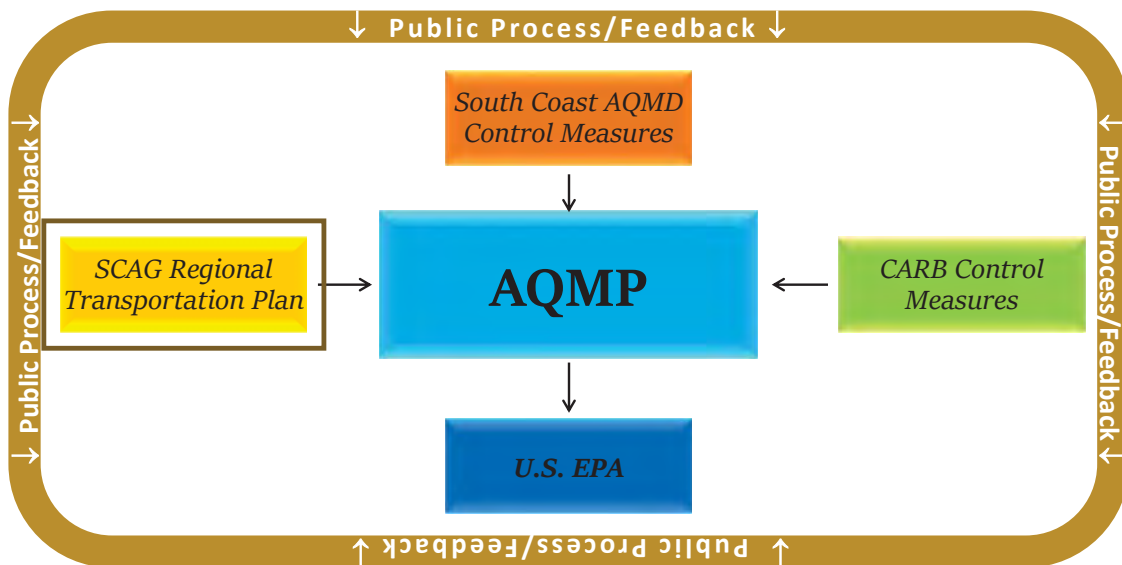 ↓ Public Process/Feedback ↓
South Coast AQMD
Control Measures
↓ Public Process/Feedback ↓
SCAG Regional
Transportation Plan
AQMP
CARB Control
Measures
↓ Public Process/Feedback ↓
U.S. EPA
↓ Public Process/Feedback ↓